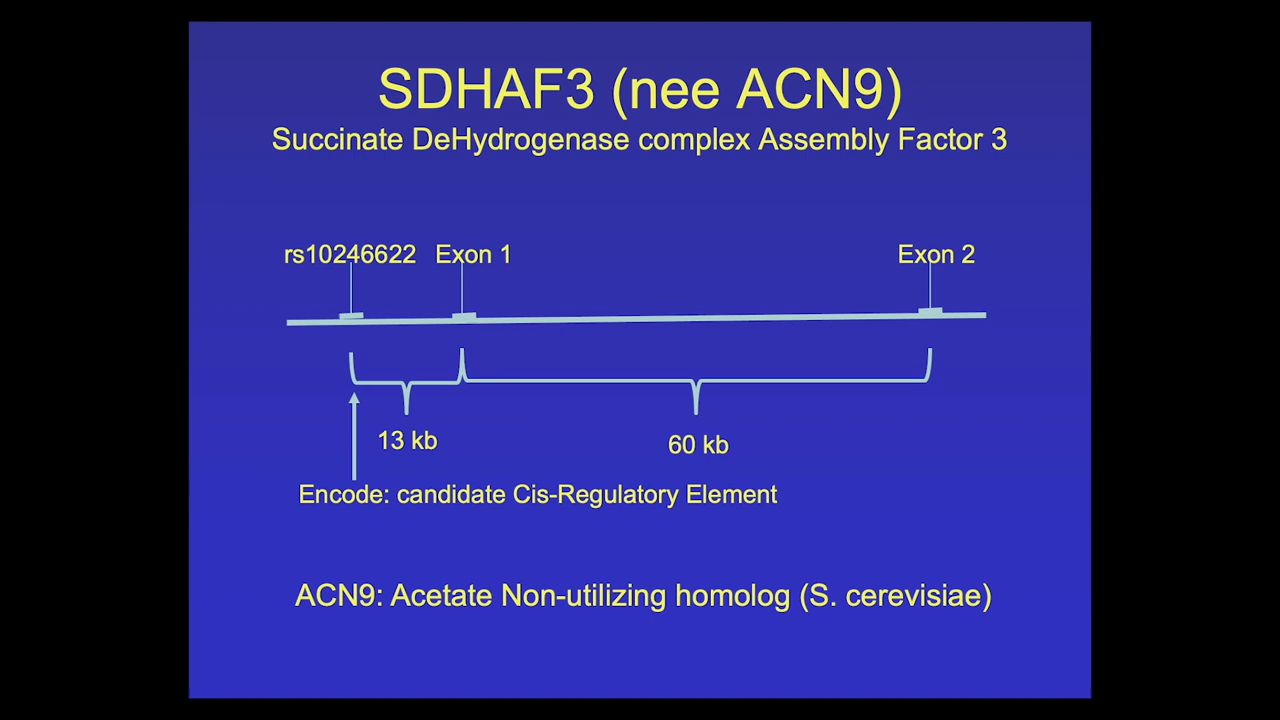 SDHAF3 (nee ACN9)
Succinate DeHydrogenase complex Assembly Factor 3
rs10246622 Exon 1 Exon 2
13 kb 60 kb
Encode: candidate Cis-Regulatory Element
ACN9: Acetate Non-utilizing homolog (S. cerevisiae)